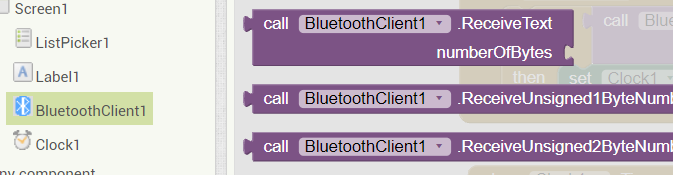 Screen1
ListPicker1
Label1
BluetoothClient1
Clock1
ny component
call BluetoothClient1 .ReceiveText
numberOfBytes
call BluetoothClient1 .ReceiveUnsigned1ByteNumb
call BluetoothClient1 .ReceiveUnsigned2ByteNumb
call Bl
then set Clock1